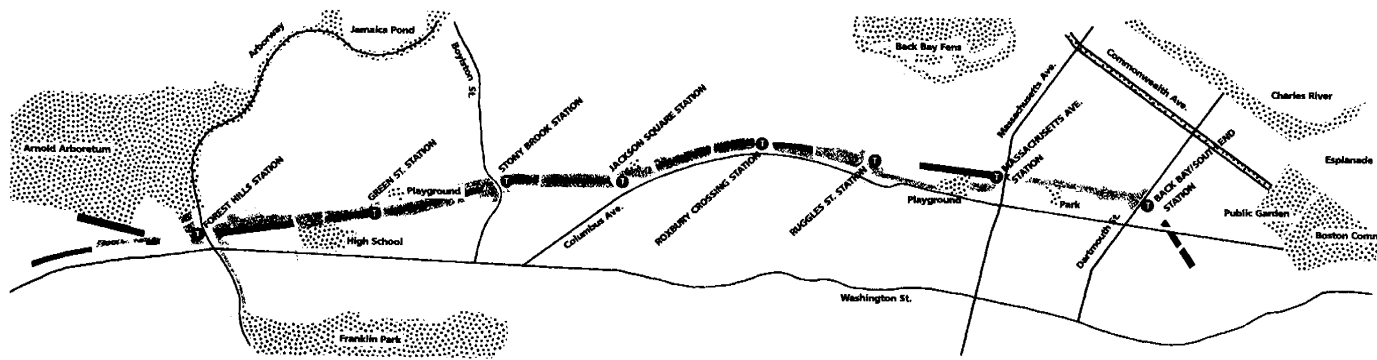 Arborway
Jamaica Pond
Boylston St.
Back Bay Fens
Massachusetts Ave.
Commonwealth Ave.
Charles River
Esplanade
Arnold Arboretum
FOREST HILLS STATION
GREEN ST. STATION
Playground
STONY BROOK STATION
JACKSON SQUARE STATION
Columbus Ave.
ROXBURY CROSSING STATION
RUGGLES ST. STATION
Playground
MASSACHUSETTS AVE.
STATION
Park
Dartmouth St.
BACK BAY/SOUTH END
STATION
Public Garden
Boston Comm
High School
Washington St.
Franklin Park
T
T
T
T
T
T
T
T